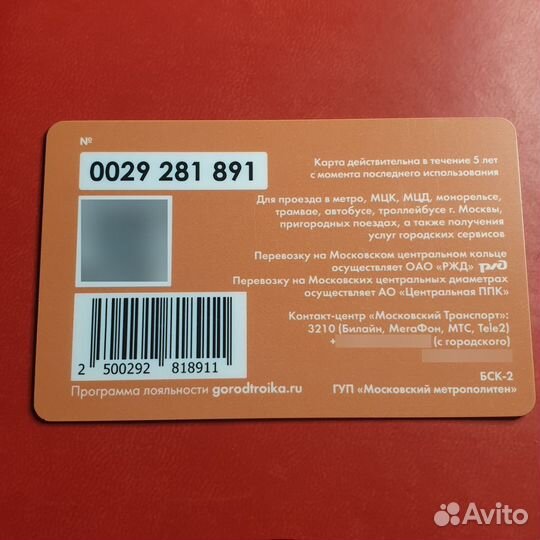 №
0029 281 891
Карта действительна в течение 5 лет
с момента последнего использования
Для проезда в метро, МЦК, МЦД, монорельсе,
трамвае, автобусе, троллейбусе г. Москвы,
пригородных поездах, а также получения
услуг городских сервисов
Перевозку на Московском центральном кольце
осуществляет ОАО «РЖД» ржд
Перевозку на Московских центральных диаметрах
осуществляет АО «Центральная ППК»
Контакт-центр «Московский Транспорт»:
3210 (Билайн, МегаФон, МТС, Tele2)
+ (с городского)
2 500292 818911
Программа лояльности gorodtroika.ru
БСК-2
ГУП «Московский метрополитен»
Avito